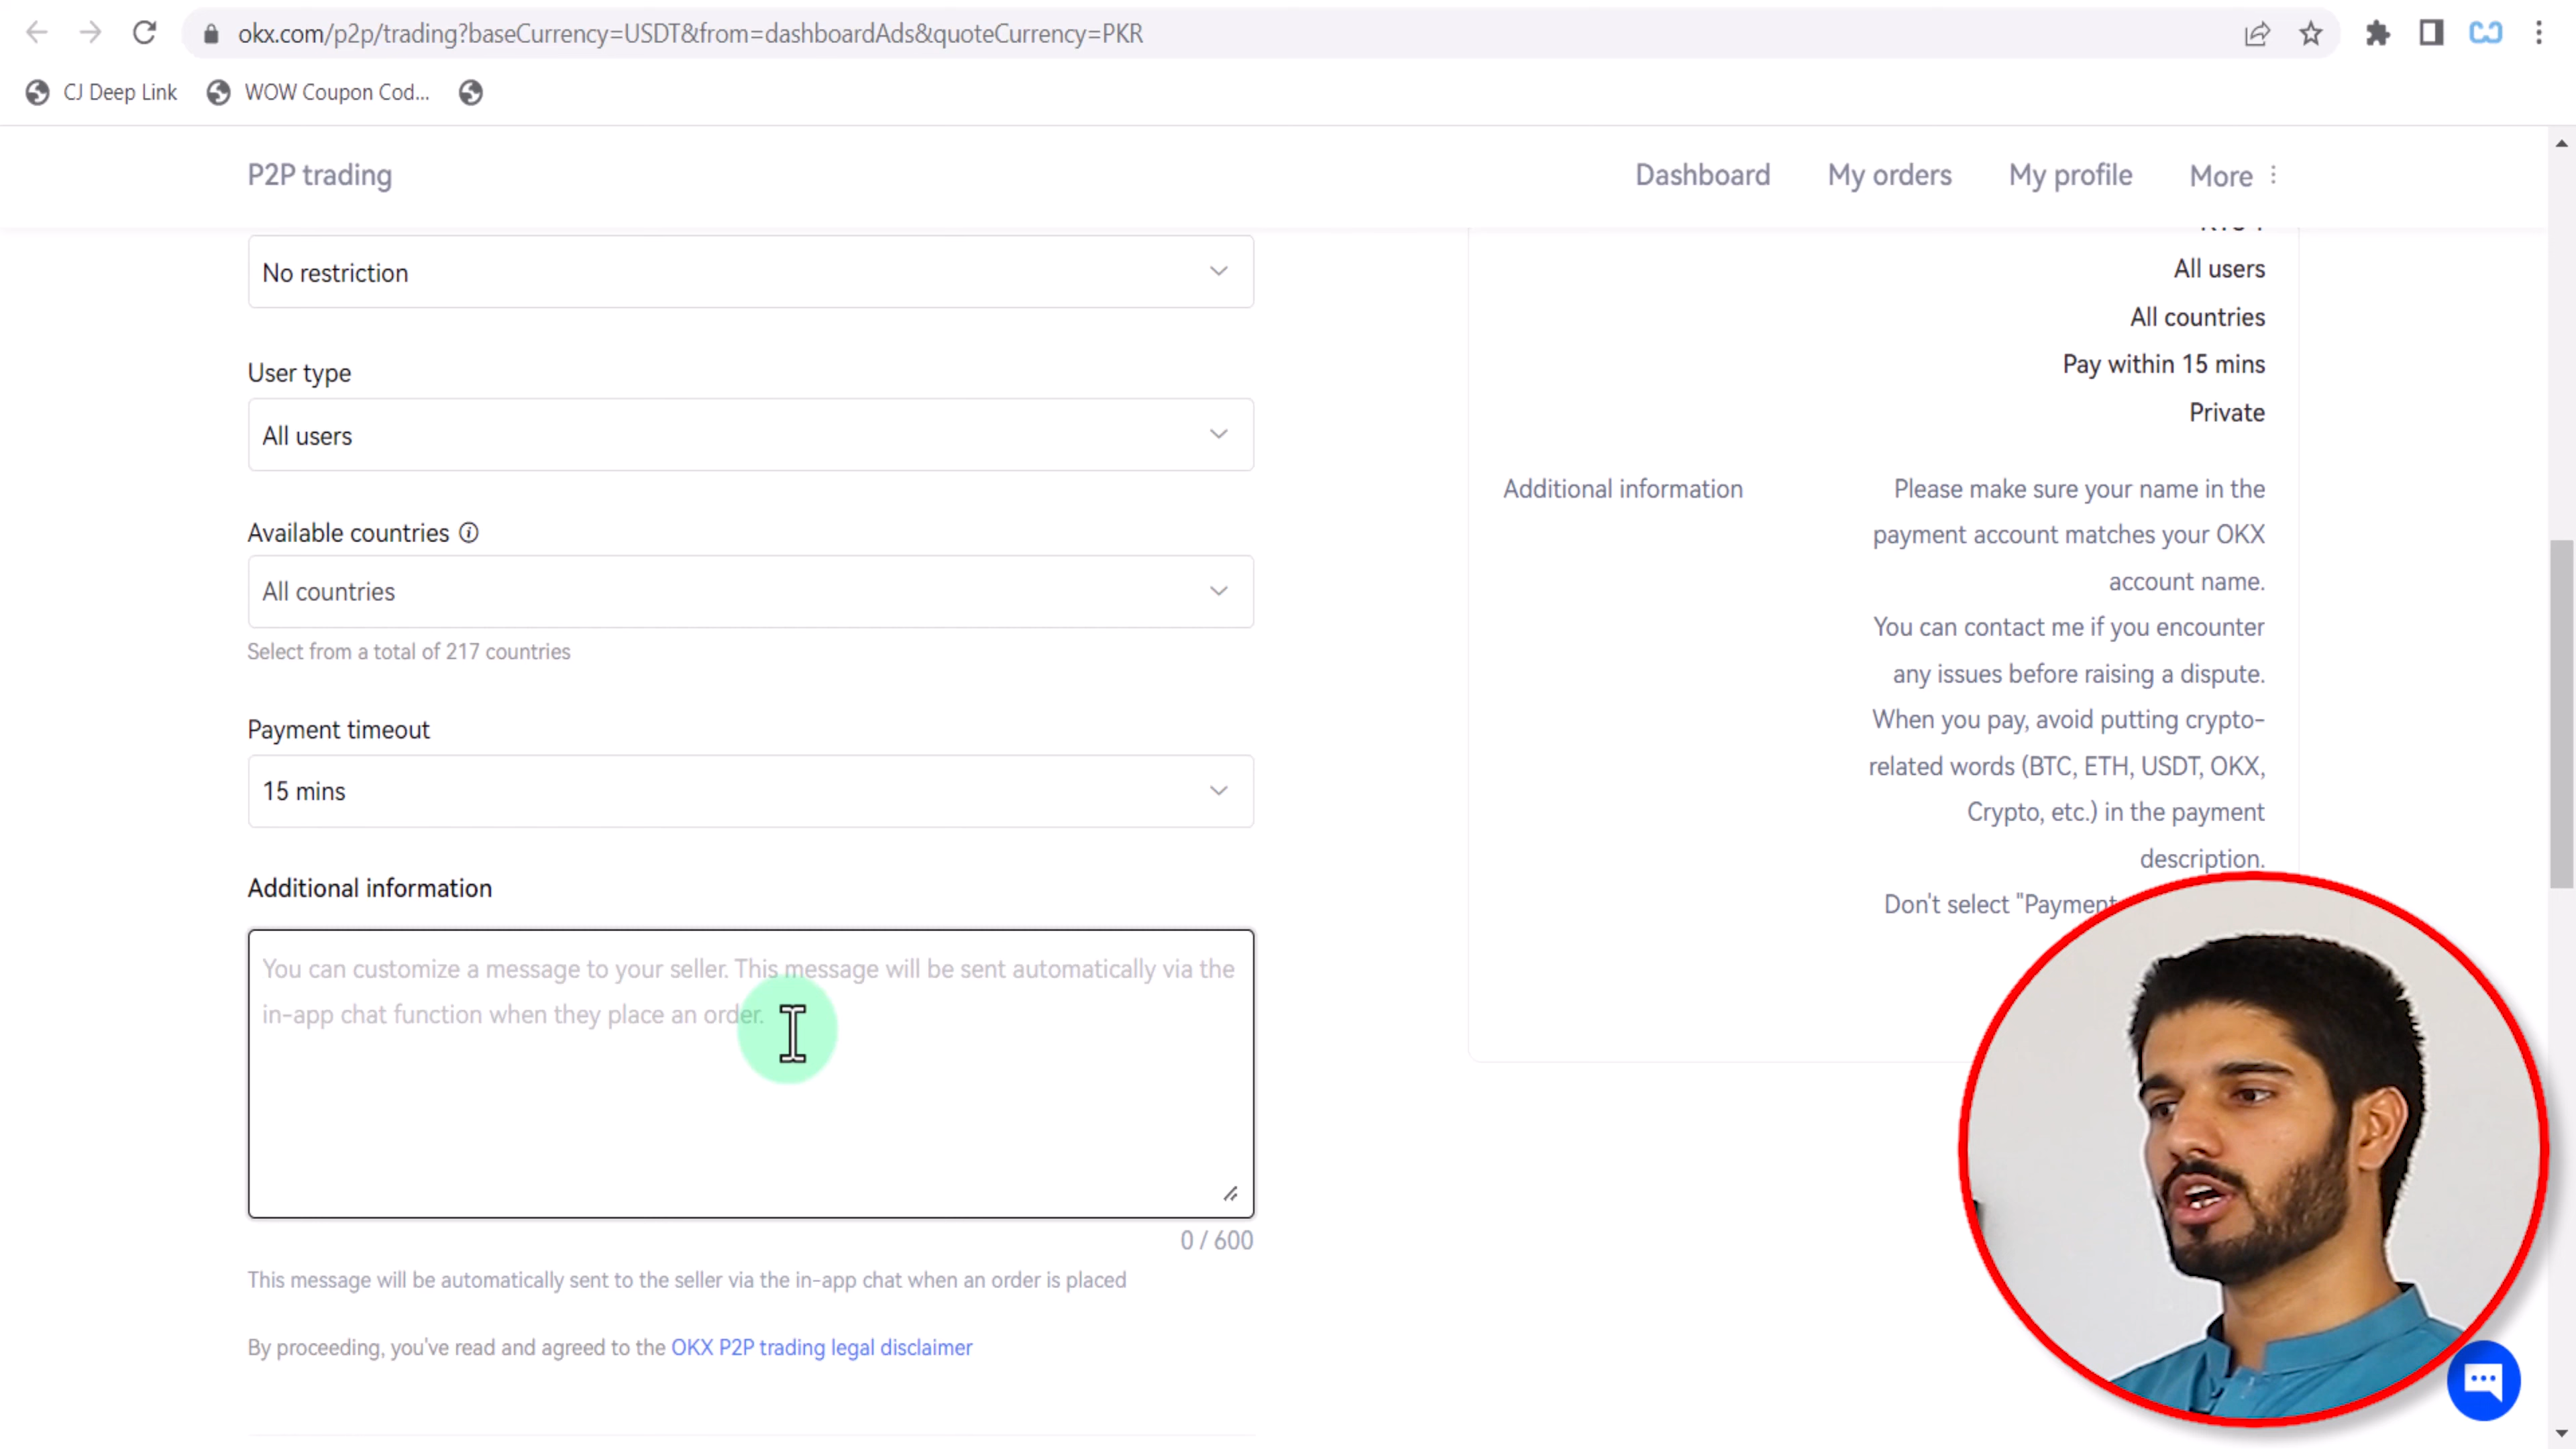 okx.com/p2p/trading?baseCurrency=USDT&from=dashboardAds&quoteCurrency=PKR
CJ Deep Link
WOW Coupon Cod...
P2P trading
Dashboard
My orders
My profile
More
No restriction
User type
All users
Available countries
All countries
Select from a total of 217 countries
Payment timeout
15 mins
Additional information
You can customize a message to your seller. This message will be sent automatically via the
in-app chat function when they place an order.
0 / 600
This message will be automatically sent to the seller via the in-app chat when an order is placed
By proceeding, you've read and agreed to the OKX P2P trading legal disclaimer
All users
All countries
Pay within 15 mins
Private
Additional information
Please make sure your name in the
payment account matches your OKX
account name.
You can contact me if you encounter
any issues before raising a dispute.
When you pay, avoid putting crypto-
related words (BTC, ETH, USDT, OKX,
Crypto, etc.) in the payment
description.
Don't select "Payment